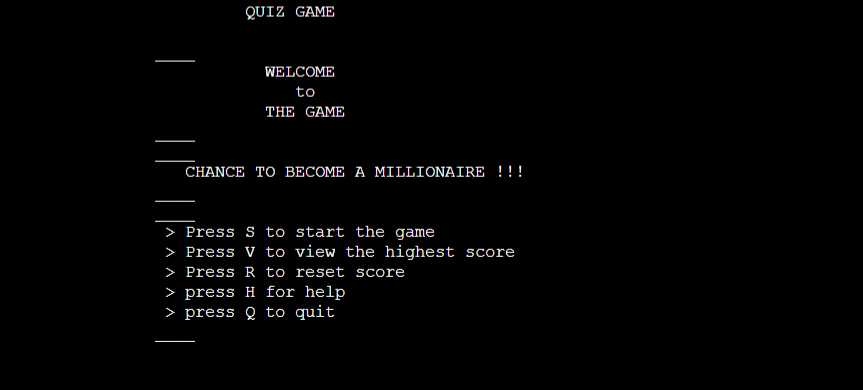 QUIZ GAME
____
WELCOME
to
THE GAME
____
____
CHANCE TO BECOME A MILLIONAIRE !!!
____
____
> Press S to start the game
> Press V to view the highest score
> Press R to reset score
> press H for help
> press Q to quit
____